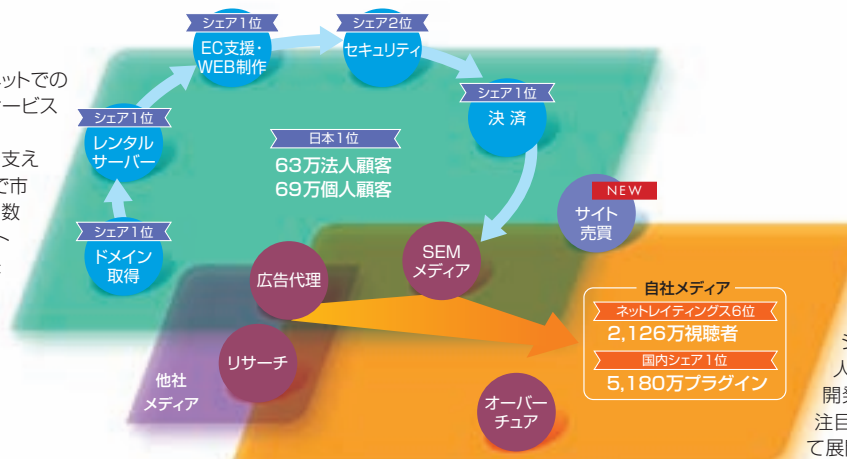 シェア1位
EC支援・
WEB制作
シェア2位
セキュリティ
シェア1位
決 済
シェア1位
レンタル
サーバー
シェア1位
ドメイン
取得
日本1位
63万法人顧客
69万個人顧客
NEW
サイト
売買
SEM
メディア
広告代理
リサーチ
他社
メディア
オーバー
チュア
自社メディア
ネットレイティングス6位
2,126万視聴者
国内シェア1位
5,180万プラグイン
ネットでの
サービス
支え
で市
数
ト
シ
人
開発
注目
て展開